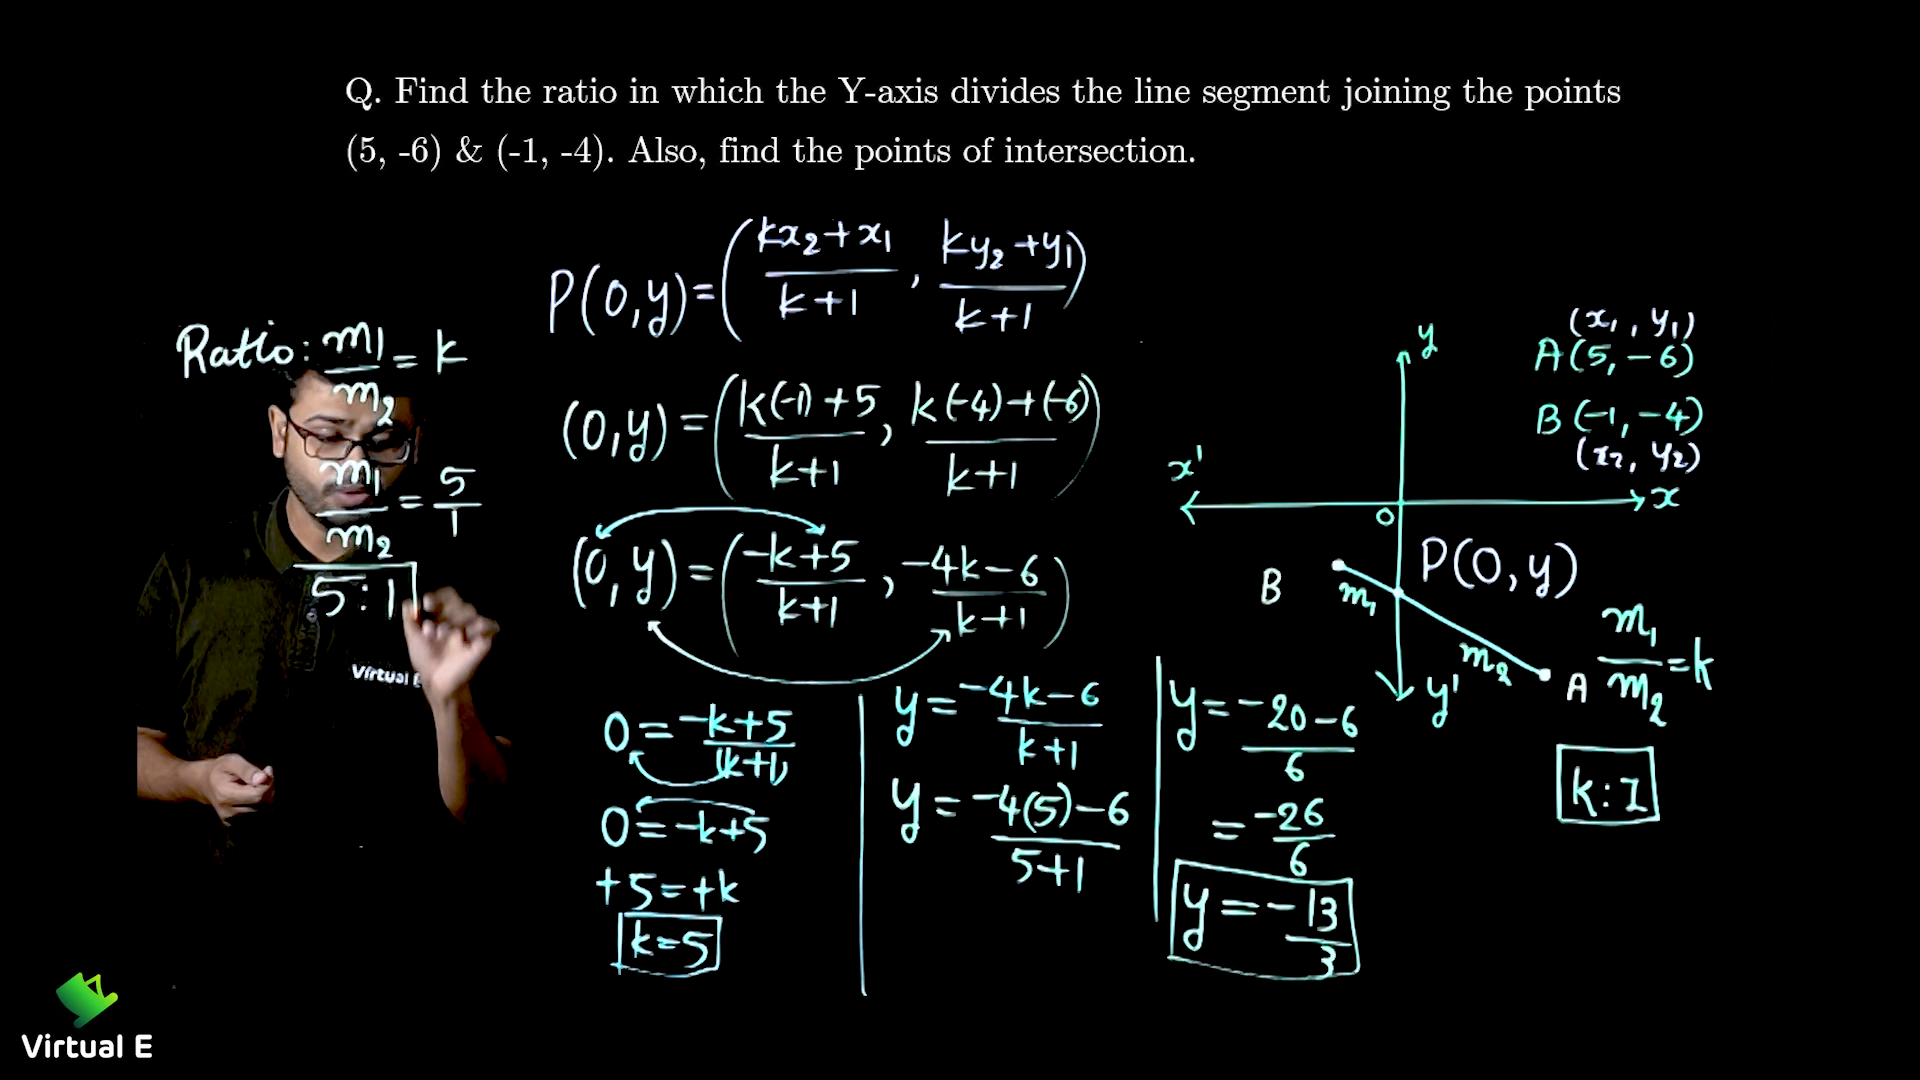 Q. Find the ratio in which the Y-axis divides the line segment joining the points
(5, -6) & (-1, -4). Also, find the points of intersection.
P(0,y)=(kx₂+x₁/k+1, ky₂+y₁/k+1)
Ratio: m₁/m₂ = k
(0,y)=(k(-1)+5/k+1, k(-4)+(-6)/k+1)
m₁/m₂ = 5/1
5:1
(0,y)=(-k+5/k+1, -4k-6/k+1)
0=-k+5/(k+1)
0=-k+5
+5=+k
k=5
y=-4k-6/k+1
y=-4(5)-6/5+1
y=-20-6/6
=-26/6
y=-13/3
y
x'
x
o
y'
(x₁, y₁)
A(5, -6)
B(-1, -4)
(x₂, y₂)
P(0,y)
B
m₁
m₂
A
m₁/m₂=k
k:1
Virtual E
Virtual E